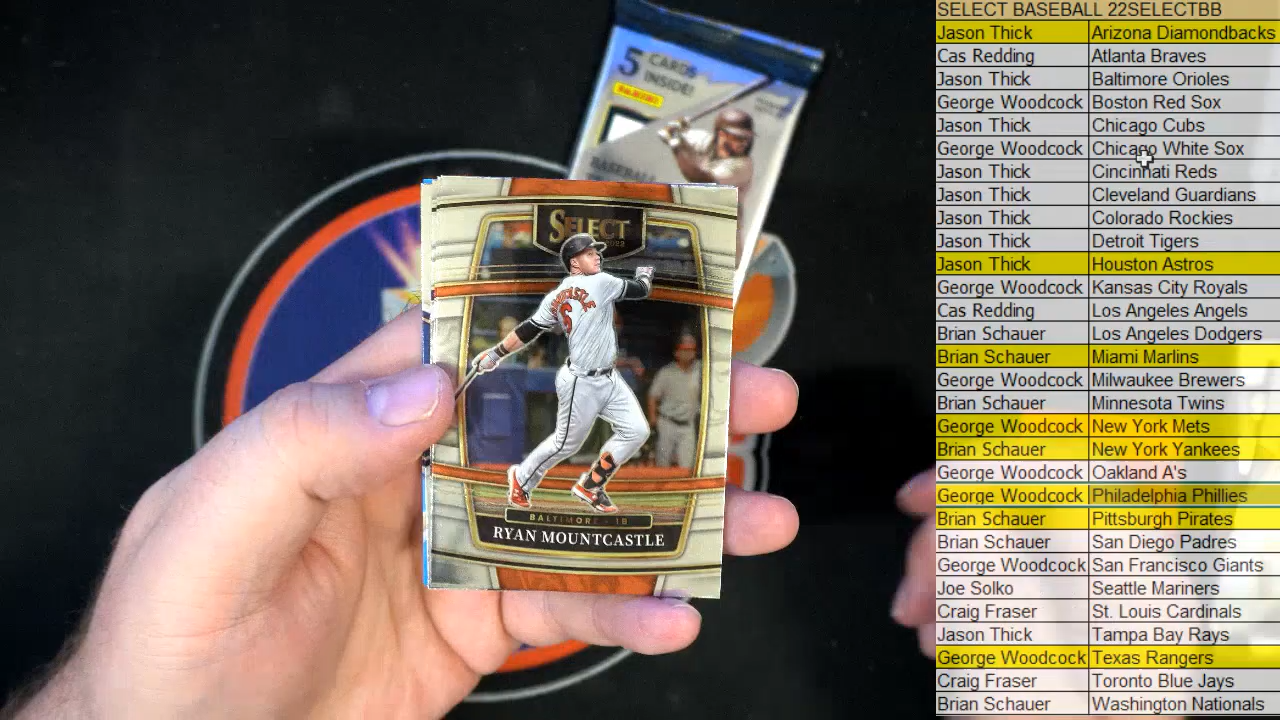 5 CARDS
INSIDE!
PANINI
BASEBALL
SELECT
2022
MOUNTCASTLE
6
BALTIMORE - 1B
RYAN MOUNTCASTLE
SELECT BASEBALL 22SELECTBB
Jason Thick Arizona Diamondbacks
Cas Redding Atlanta Braves
Jason Thick Baltimore Orioles
George Woodcock Boston Red Sox
Jason Thick Chicago Cubs
George Woodcock Chicago White Sox
Jason Thick Cincinnati Reds
Jason Thick Cleveland Guardians
Jason Thick Colorado Rockies
Jason Thick Detroit Tigers
Jason Thick Houston Astros
George Woodcock Kansas City Royals
Cas Redding Los Angeles Angels
Brian Schauer Los Angeles Dodgers
Brian Schauer Miami Marlins
George Woodcock Milwaukee Brewers
Brian Schauer Minnesota Twins
George Woodcock New York Mets
Brian Schauer New York Yankees
George Woodcock Oakland A's
George Woodcock Philadelphia Phillies
Brian Schauer Pittsburgh Pirates
Brian Schauer San Diego Padres
George Woodcock San Francisco Giants
Joe Solko Seattle Mariners
Craig Fraser St. Louis Cardinals
Jason Thick Tampa Bay Rays
George Woodcock Texas Rangers
Craig Fraser Toronto Blue Jays
Brian Schauer Washington Nationals